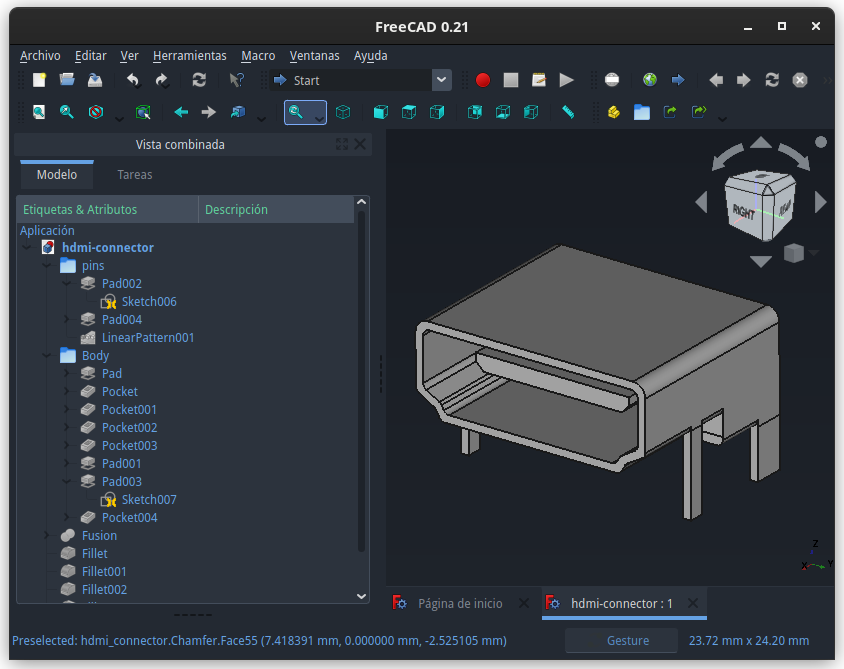 FreeCAD 0.21
Archivo Editar Ver Herramientas Macro Ventanas Ayuda
Start
Vista combinada
Modelo Tareas
Etiquetas & Atributos Descripción
Aplicación
hdmi-connector
pins
Pad002
Sketch006
Pad004
LinearPattern001
Body
Pad
Pocket
Pocket001
Pocket002
Pocket003
Pad001
Pad003
Sketch007
Pocket004
Fusion
Fillet
Fillet001
Fillet002
RIGHT
Z
X Y
Página de inicio hdmi-connector : 1
Preselected: hdmi_connector.Chamfer.Face55 (7.418391 mm, 0.000000 mm, -2.525105 mm) Gesture 23.72 mm x 24.20 mm